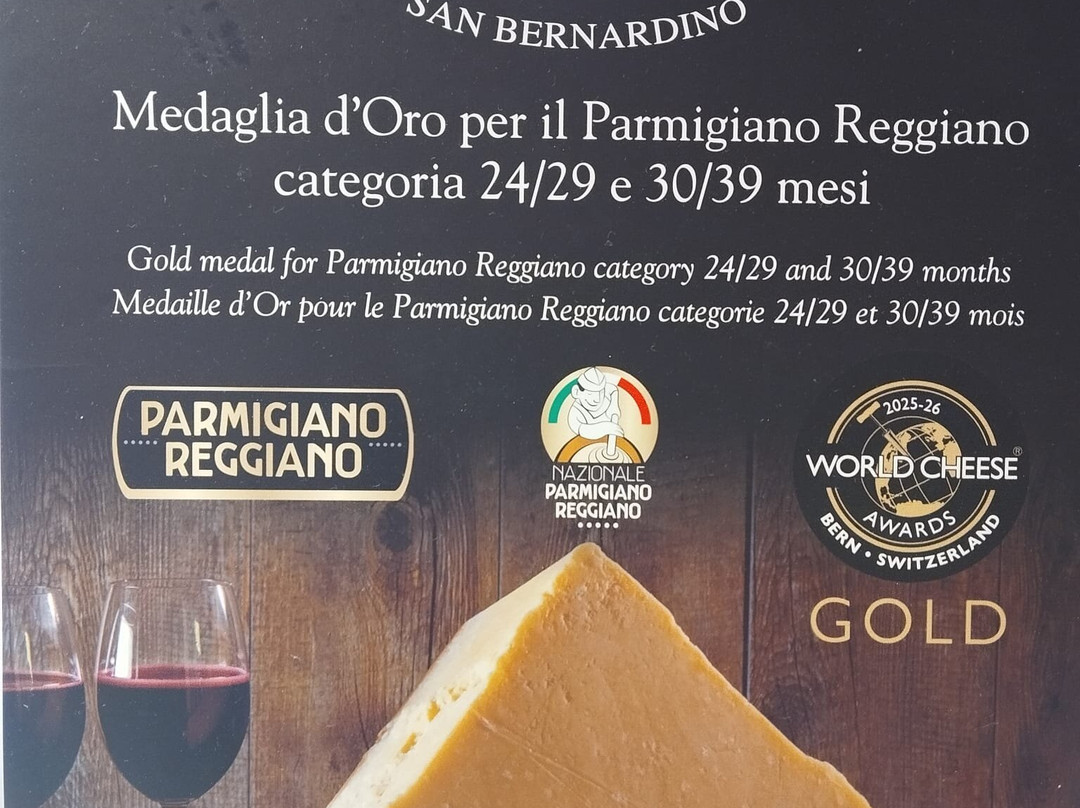 SAN BERNARDINO
Medaglia d'Oro per il Parmigiano Reggiano
categoria 24/29 e 30/39 mesi
Gold medal for Parmigiano Reggiano category 24/29 and 30/39 months
Medaille d'Or pour le Parmigiano Reggiano categorie 24/29 et 30/39 mois
PARMIGIANO
REGGIANO
NAZIONALE
PARMIGIANO
REGGIANO
2025-26
WORLD CHEESE®
AWARDS
BERN • SWITZERLAND
GOLD